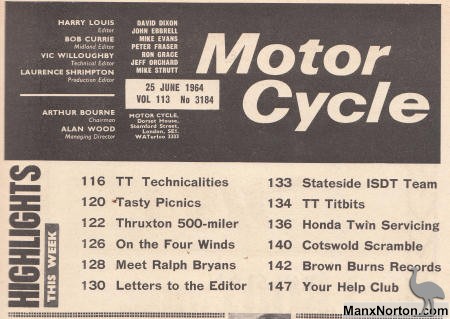 HARRY LOUIS
Editor
BOB CURRIE
Midland Editor
VIC WILLOUGHBY
Technical Editor
LAURENCE SHRIMPTON
Production Editor
ARTHUR BOURNE
Chairman
ALAN WOOD
Managing Director
DAVID DIXON
JOHN EBBRELL
MIKE EVANS
PETER FRASER
RON GRACE
JEFF ORCHARD
MIKE STRUTT
25 JUNE 1964
VOL 113 No 3184
MOTOR CYCLE,
Dorset House,
Stamford Street,
London, SE1.
WATerloo 3333
Motor
Cycle
HIGHLIGHTS
THIS WEEK
116 TT Technicalities
120 Tasty Picnics
122 Thruxton 500-miler
126 On the Four Winds
128 Meet Ralph Bryans
130 Letters to the Editor
133 Stateside ISDT Team
134 TT Titbits
136 Honda Twin Servicing
140 Cotswold Scramble
142 Brown Burns Records
147 Your Help Club
ManxNorton.com